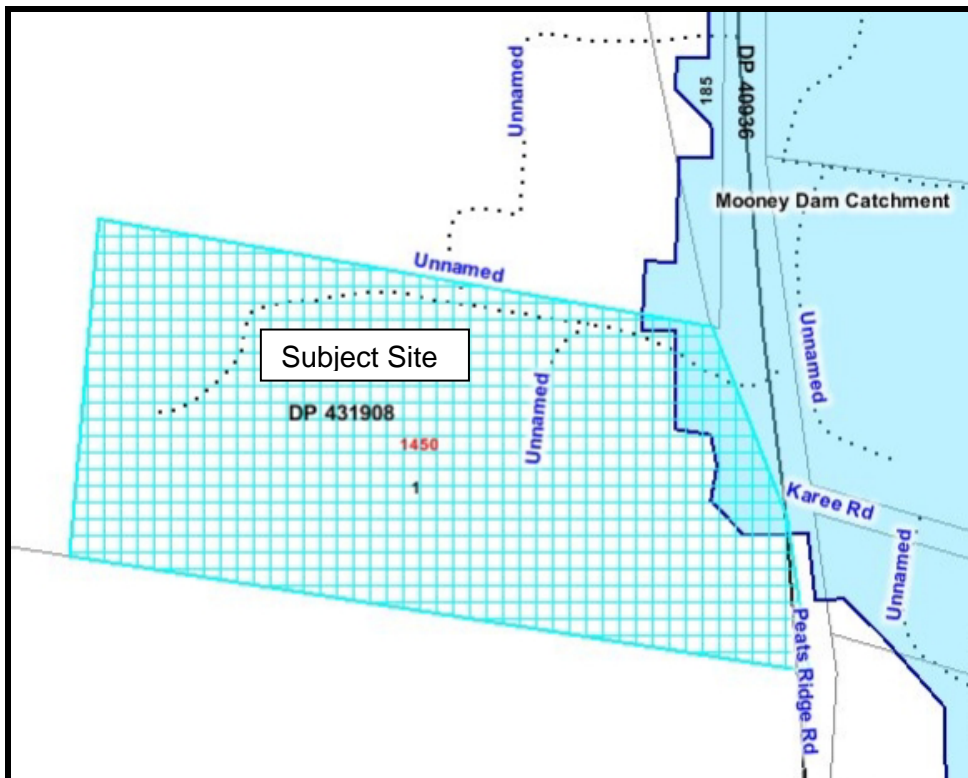 Unnamed
185
DP 40936
Mooney Dam Catchment
Unnamed
Unnamed
Subject Site
DP 431908
1450
1
Unnamed
Karee Rd
Unnamed
Peats Ridge Rd